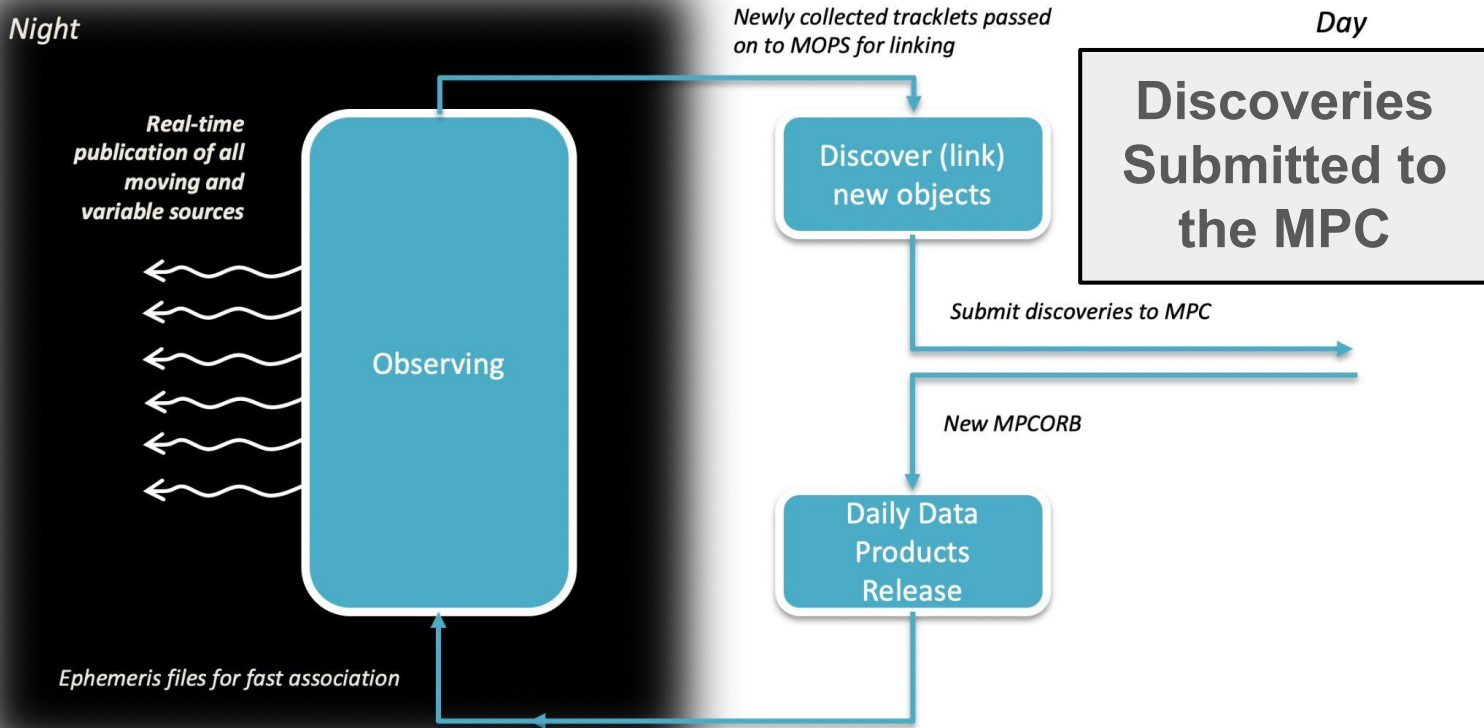 Night
Newly collected tracklets passed
on to MOPS for linking
Day
Real-time
publication of all
moving and
variable sources
Discover (link)
new objects
Discoveries
Submitted to
the MPC
Submit discoveries to MPC
Observing
New MPCORB
Daily Data
Products
Release
Ephemeris files for fast association